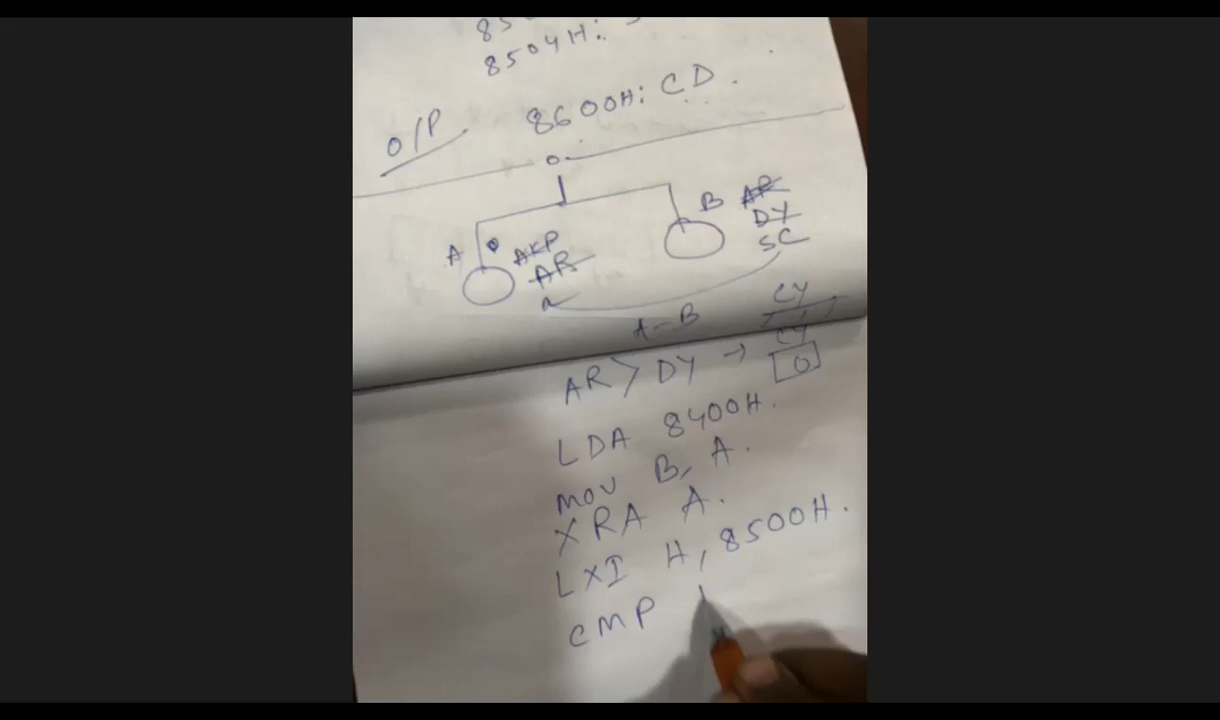 85
8504H:
O/P 8600H: CD.
A AKP B AR
AR DY
SC
A-B CY
AR > DY → CY
0
LDA 8400H.
MOV B, A.
XRA A.
LXI H, 8500H.
CMP